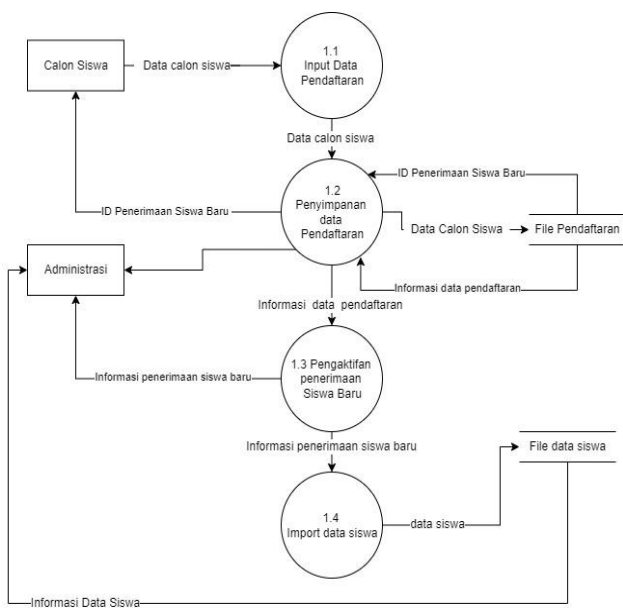 1.1
Input Data
Pendaftaran
Calon Siswa
Data calon siswa
Data calon siswa
ID Penerimaan Siswa Baru
1.2
Penyimpanan
data
Pendaftaran
ID Penerimaan Siswa Baru
Data Calon Siswa
File Pendaftaran
Administrasi
Informasi data pendaftaran
Informasi data pendaftaran
1.3 Pengaktifan
penerimaan
Siswa Baru
Informasi penerimaan siswa baru
Informasi penerimaan siswa baru
File data siswa
1.4
Import data siswa
data siswa
Informasi Data Siswa